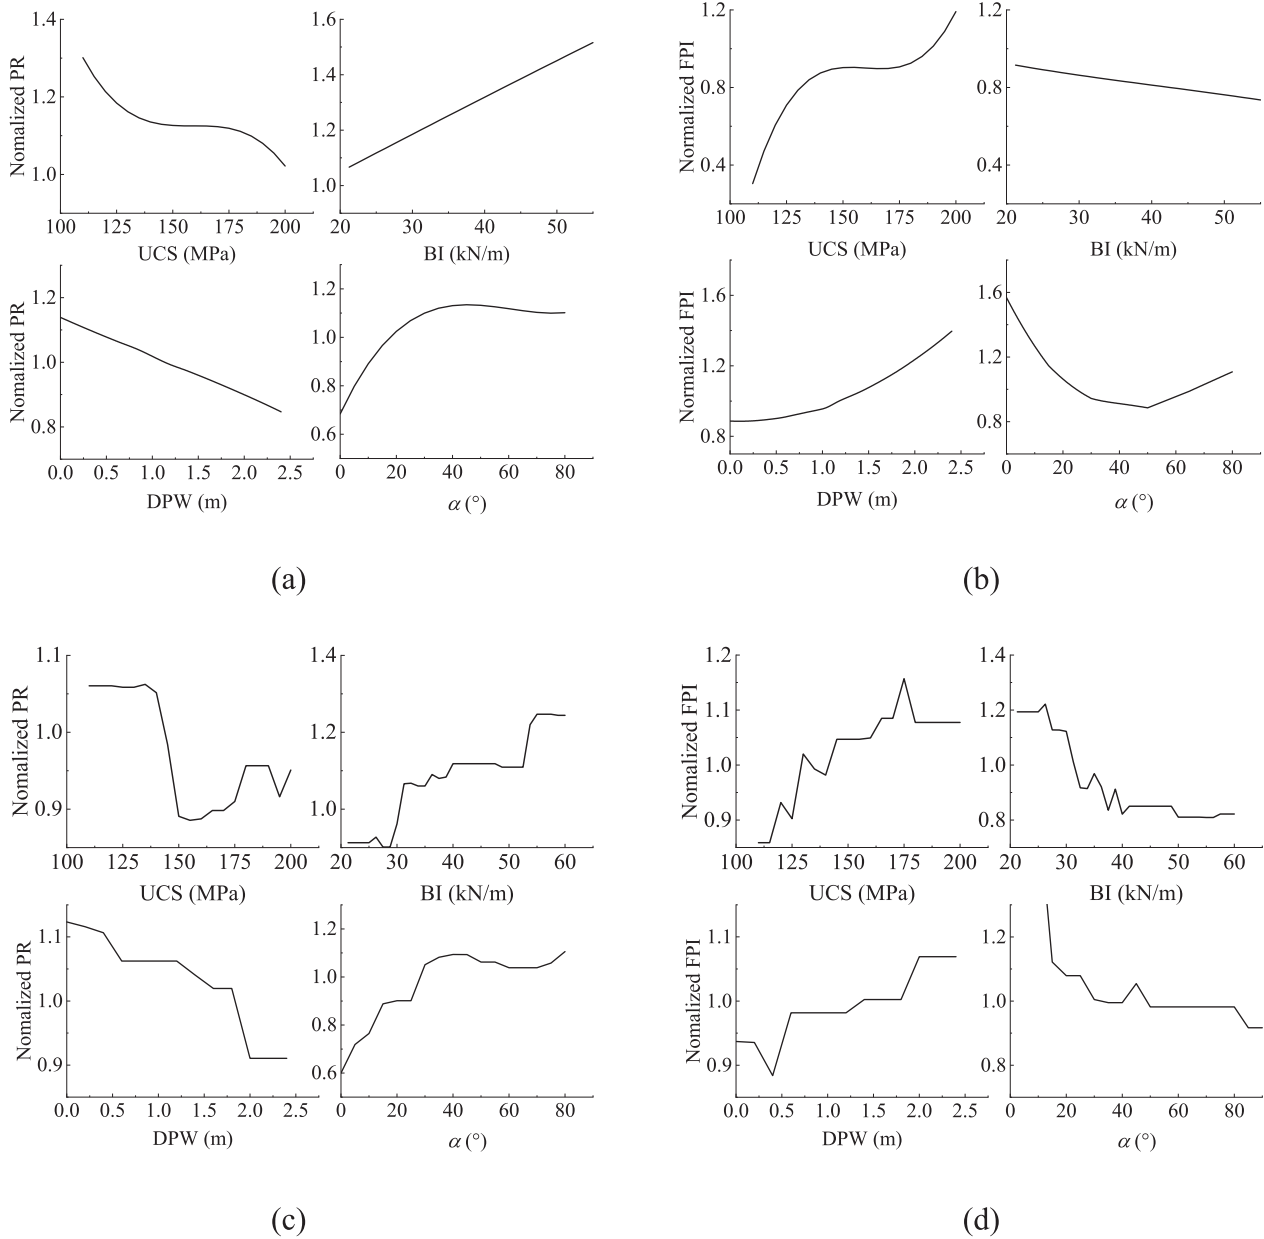 1.4
1.2
1.0
Nomalized PR
100 125 150 175 200
UCS (MPa)
1.6
1.4
1.2
1.0
20 30 40 50
BI (kN/m)
1.2
0.8
0.4
Normalized FPI
100 125 150 175 200
UCS (MPa)
1.2
0.8
0.4
20 30 40 50
BI (kN/m)
1.2
1.0
0.8
Nomalized PR
0.0 0.5 1.0 1.5 2.0 2.5
DPW (m)
1.2
1.0
0.8
0.6
0 20 40 60 80
α (°)
1.6
1.2
0.8
Normalized FPI
0.0 0.5 1.0 1.5 2.0 2.5
DPW (m)
1.6
1.2
0.8
0 20 40 60 80
α (°)
(a)
(b)
1.1
1.0
0.9
Nomalized PR
100 125 150 175 200
UCS (MPa)
1.4
1.2
1.0
20 30 40 50 60
BI (kN/m)
1.2
1.1
1.0
0.9
Nomalized FPI
100 125 150 175 200
UCS (MPa)
1.4
1.2
1.0
0.8
20 30 40 50 60
BI (kN/m)
1.1
1.0
0.9
Nomalized PR
0.0 0.5 1.0 1.5 2.0 2.5
DPW (m)
1.2
1.0
0.8
0.6
0 20 40 60 80
α (°)
1.1
1.0
0.9
Nomalized FPI
0.0 0.5 1.0 1.5 2.0 2.5
DPW (m)
1.2
1.0
0.8
0 20 40 60 80
α (°)
(c)
(d)